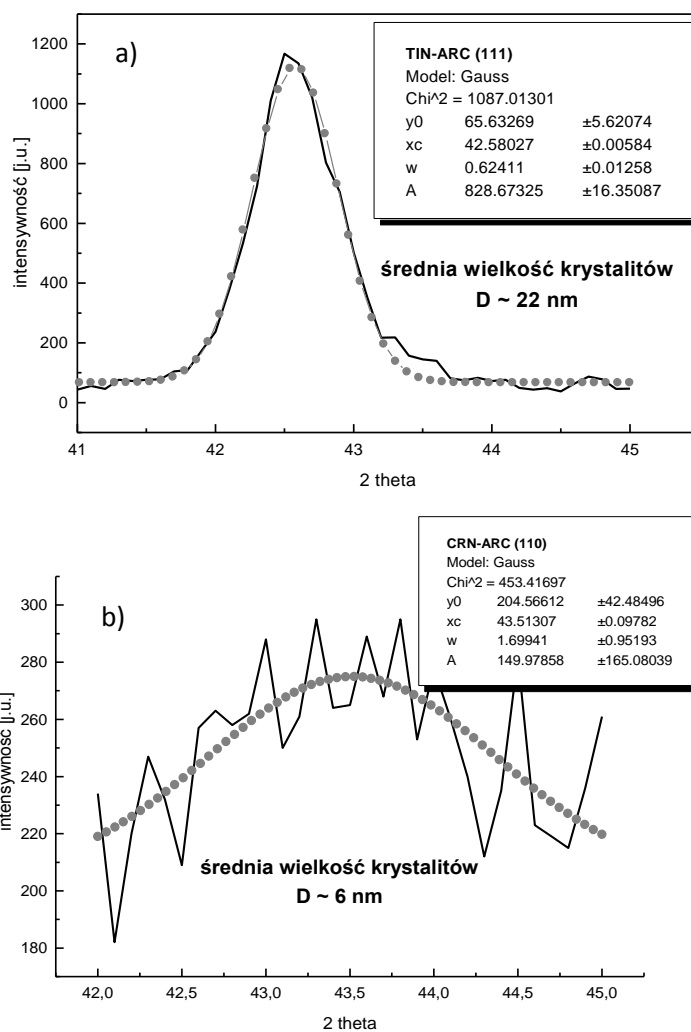 a)
1200
1000
800
600
400
200
0
intensywność [j.u.]
41
42
43
44
45
2 theta
TIN-ARC (111)
Model: Gauss
Chi^2 = 1087.01301
y0 65.63269 ±5.62074
xc 42.58027 ±0.00584
w 0.62411 ±0.01258
A 828.67325 ±16.35087
średnia wielkość krystalitów
D ~ 22 nm
b)
300
280
260
240
220
200
180
intensywność [j.u.]
42,0
42,5
43,0
43,5
44,0
44,5
45,0
2 theta
CRN-ARC (110)
Model: Gauss
Chi^2 = 453.41697
y0 204.56612 ±42.48496
xc 43.51307 ±0.09782
w 1.69941 ±0.95193
A 149.97858 ±165.08039
średnia wielkość krystalitów
D ~ 6 nm